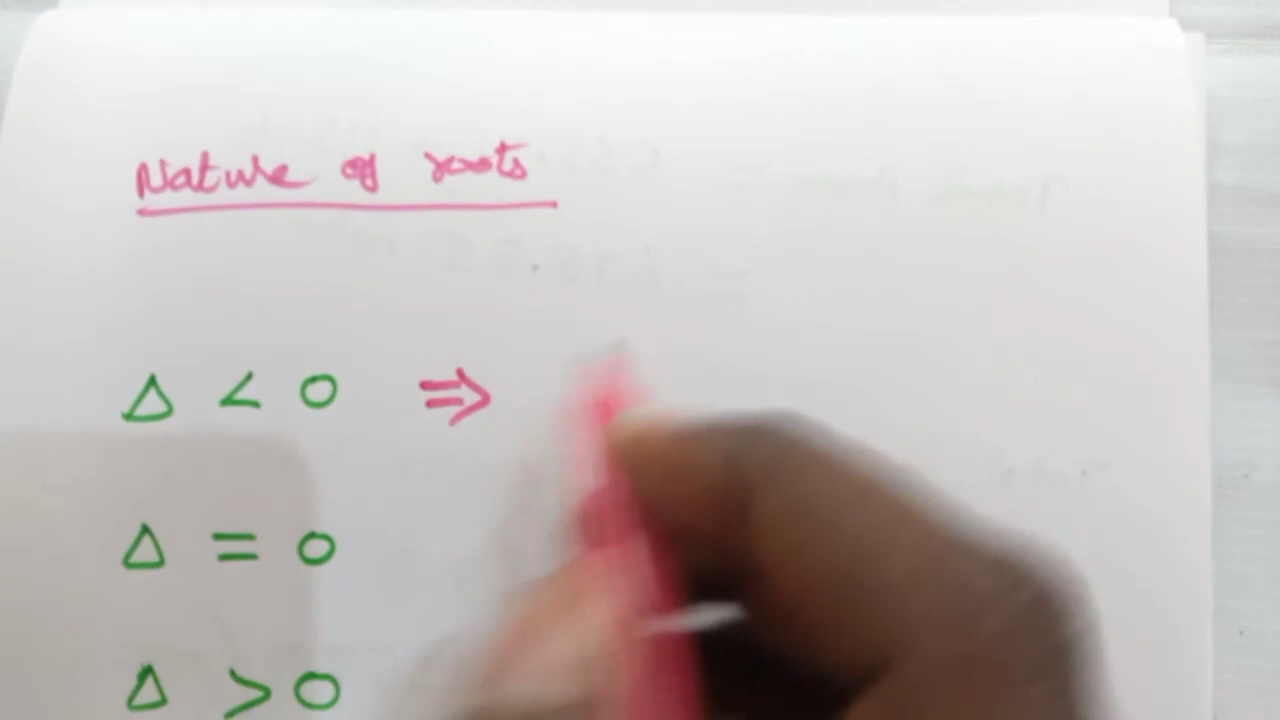 Nature of roots
Δ < 0 ⇒
Δ = 0
Δ > 0